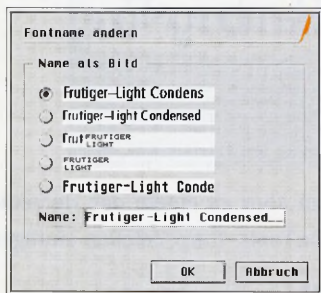 Fontname andern
Name als Bild
Frutiger-Light Condens
Frutiger-Light Condensed
Frut FRUTIGER
LIGHT
FRUTIGER
LIGHT
Frutiger-Light Conde
Name: Frutiger-Light Condensed__
OK Abbruch